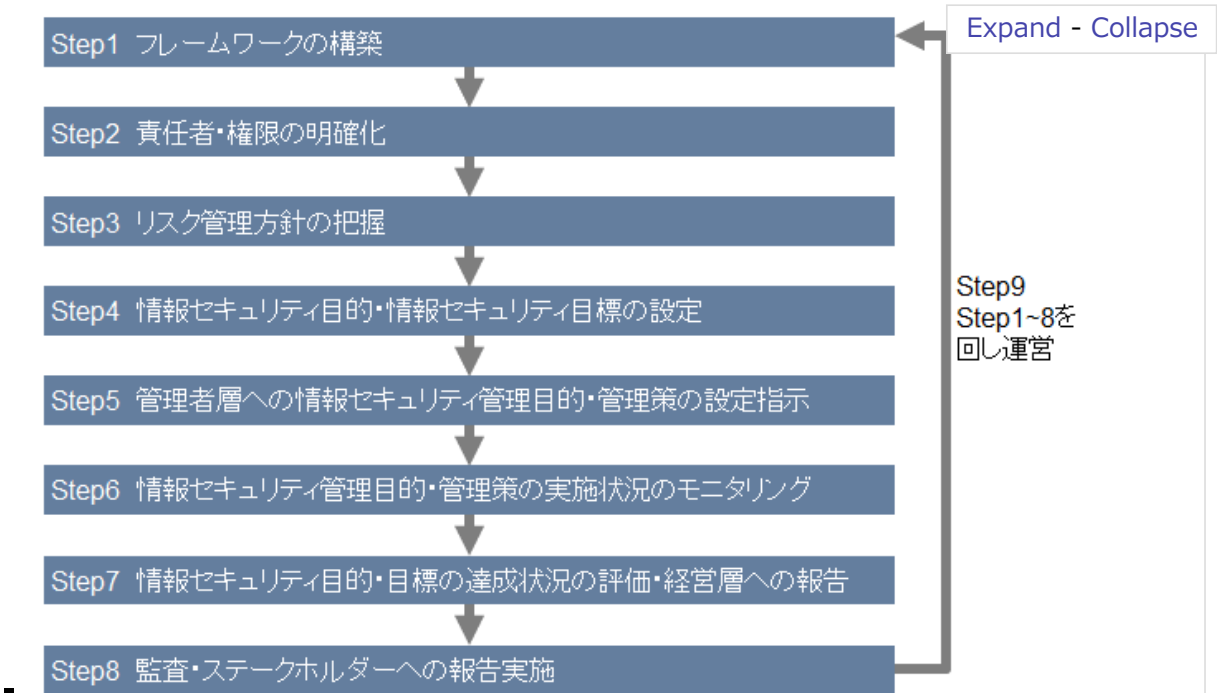 Expand - Collapse
Step1 フレームワークの構築
Step2 責任者・権限の明確化
Step3 リスク管理方針の把握
Step4 情報セキュリティ目的・情報セキュリティ目標の設定
Step5 管理者層への情報セキュリティ管理目的・管理策の設定指示
Step6 情報セキュリティ管理目的・管理策の実施状況のモニタリング
Step7 情報セキュリティ目的・目標の達成状況の評価・経営層への報告
Step8 監査・ステークホルダーへの報告実施
Step9
Step1~8を
回し運営